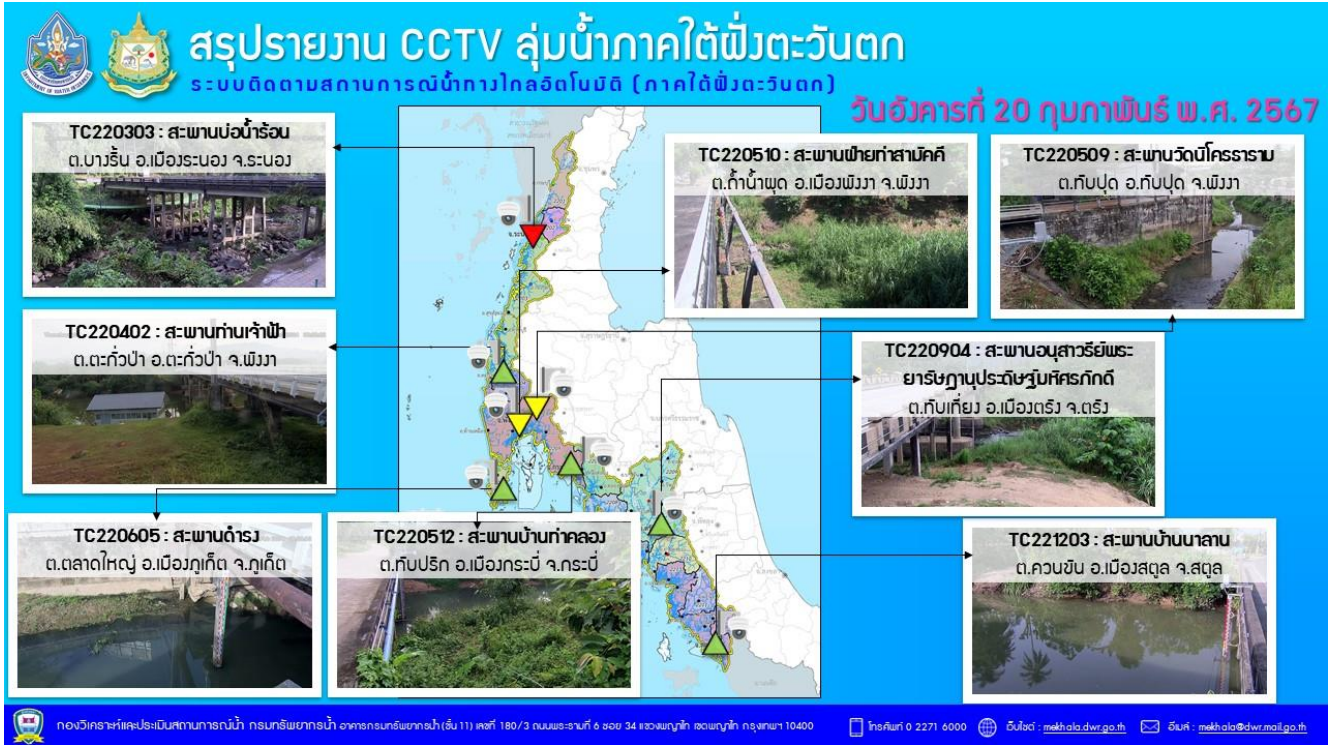 สรุปรายงาน CCTV ลุ่มน้ำภาคใต้ฝั่งตะวันตก
ระบบติดตามสถานการณ์น้ำทางไกลอัตโนมัติ (ภาคใต้ฝั่งตะวันตก)
วันอังคารที่ 20 กุมภาพันธ์ พ.ศ. 2567
TC220303 : สะพานบ่อน้ำร้อน
ต.บางริ้น อ.เมืองระนอง จ.ระนอง
TC220510 : สะพานฝ่ายท่าสามัคคี
ต.ถ้ำน้ำผุด อ.เมืองพังงา จ.พังงา
TC220509 : สะพานวัดนิโครธาราม
ต.ทับปุด อ.ทับปุด จ.พังงา
TC220402 : สะพานท่านเจ้าฟ้า
ต.ตะกั่วป่า อ.ตะกั่วป่า จ.พังงา
TC220904 : สะพานอนุสาวรีย์พระ
ยารัษฎานุประดิษฐ์มหิศรภักดี
ต.ทับเที่ยง อ.เมืองตรัง จ.ตรัง
TC220605 : สะพานดำรง
ต.ตลาดใหญ่ อ.เมืองภูเก็ต จ.ภูเก็ต
TC220512 : สะพานบ้านท่าคลอง
ต.ทับปริก อ.เมืองกระบี่ จ.กระบี่
TC221203 : สะพานบ้านนาลาน
ต.ควนขัน อ.เมืองสตูล จ.สตูล
กองวิเคราะห์และประเมินสถานการณ์น้ำ กรมทรัพยากรน้ำ อาคารกรมทรัพยากรน้ำ (ชั้น 11) เลขที่ 180/3 ถนนพระรามที่ 6 ซอย 34 แขวงพญาไท เขตพญาไท กรุงเทพฯ 10400
โทรศัพท์ 0 2271 6000
เว็บไซต์ : mekhala.dwr.go.th
อีเมล์ : mekhala@dwr.mail.go.th